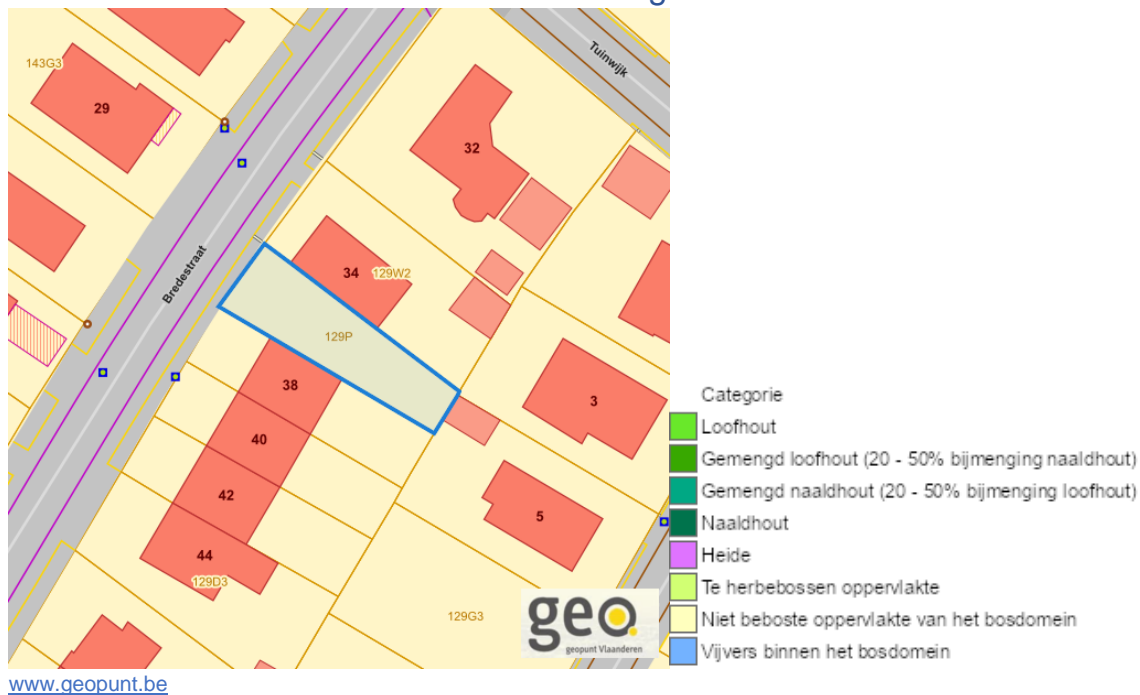 143G3
29
Tuinwijk
32
Bredestraat
34
129W2
129P
38
3
40
42
5
44
129D3
129G3
geo.
geopunt Vlaanderen
Categorie
Loofhout
Gemengd loofhout (20 - 50% bijmenging naaldhout)
Gemengd naaldhout (20 - 50% bijmenging loofhout)
Naaldhout
Heide
Te herbebossen oppervlakte
Niet beboste oppervlakte van het bosdomein
Vijvers binnen het bosdomein
www.geopunt.be